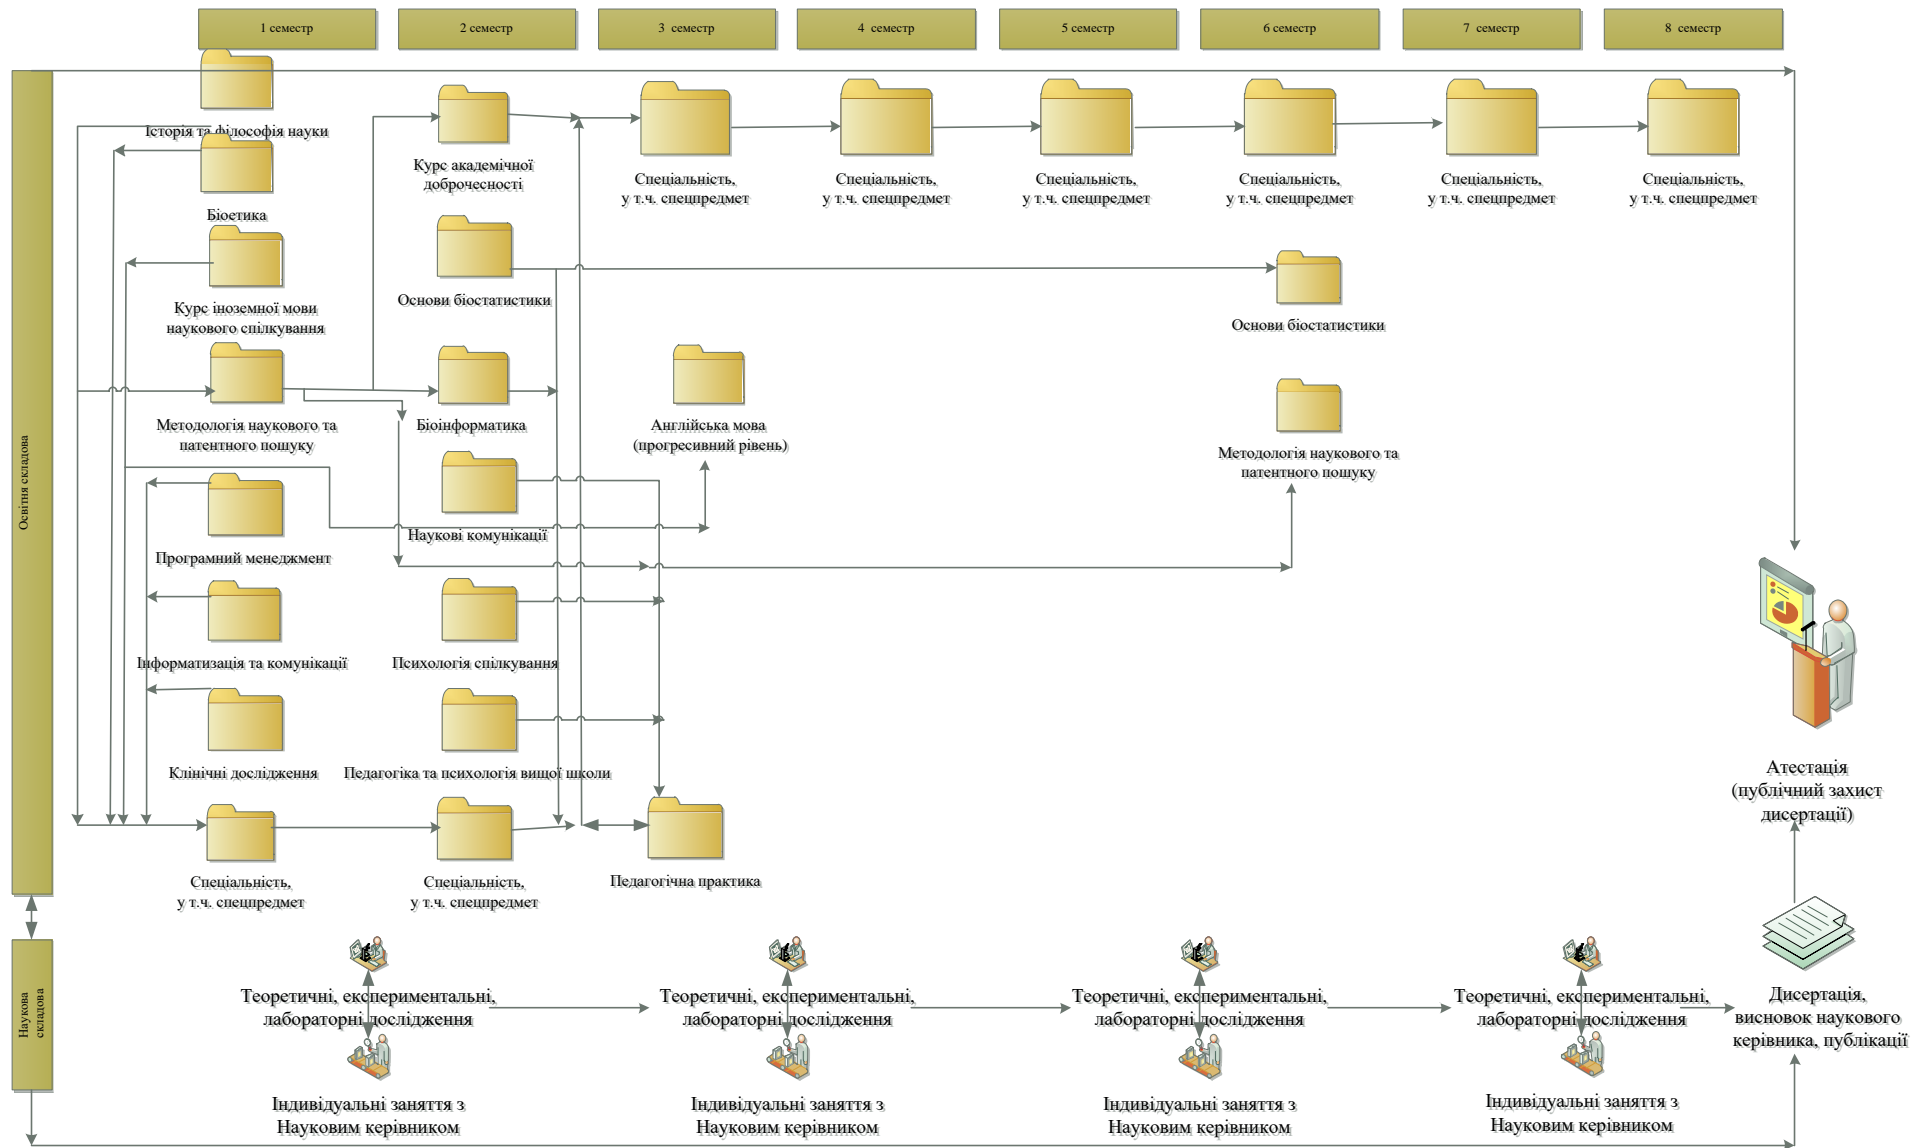 1 семестр
2 семестр
3 семестр
4 семестр
5 семестр
6 семестр
7 семестр
8 семестр
Освітня складова
Історія та філософія науки
Біоетика
Курс іноземної мови
наукового спілкування
Методологія наукового та
патентного пошуку
Програмний менеджмент
Інформатизація та комунікації
Клінічні дослідження
Спеціальність,
у т.ч. спецпредмет
Курс академічної
доброчесності
Основи біостатистики
Біоінформатика
Наукові комунікації
Психологія спілкування
Педагогіка та психологія вищої школи
Спеціальність,
у т.ч. спецпредмет
Спеціальність,
у т.ч. спецпредмет
Англійська мова
(прогресивний рівень)
Педагогічна практика
Спеціальність,
у т.ч. спецпредмет
Спеціальність,
у т.ч. спецпредмет
Спеціальність,
у т.ч. спецпредмет
Основи біостатистики
Методологія наукового та
патентного пошуку
Спеціальність,
у т.ч. спецпредмет
Спеціальність,
у т.ч. спецпредмет
Атестація
(публічний захист
дисертації)
Наукова
складова
Теоретичні, експериментальні,
лабораторні дослідження
Індивідуальні заняття з
Науковим керівником
Теоретичні, експериментальні,
лабораторні дослідження
Індивідуальні заняття з
Науковим керівником
Теоретичні, експериментальні,
лабораторні дослідження
Індивідуальні заняття з
Науковим керівником
Теоретичні, експериментальні,
лабораторні дослідження
Індивідуальні заняття з
Науковим керівником
Дисертація,
висновок наукового
керівника, публікації